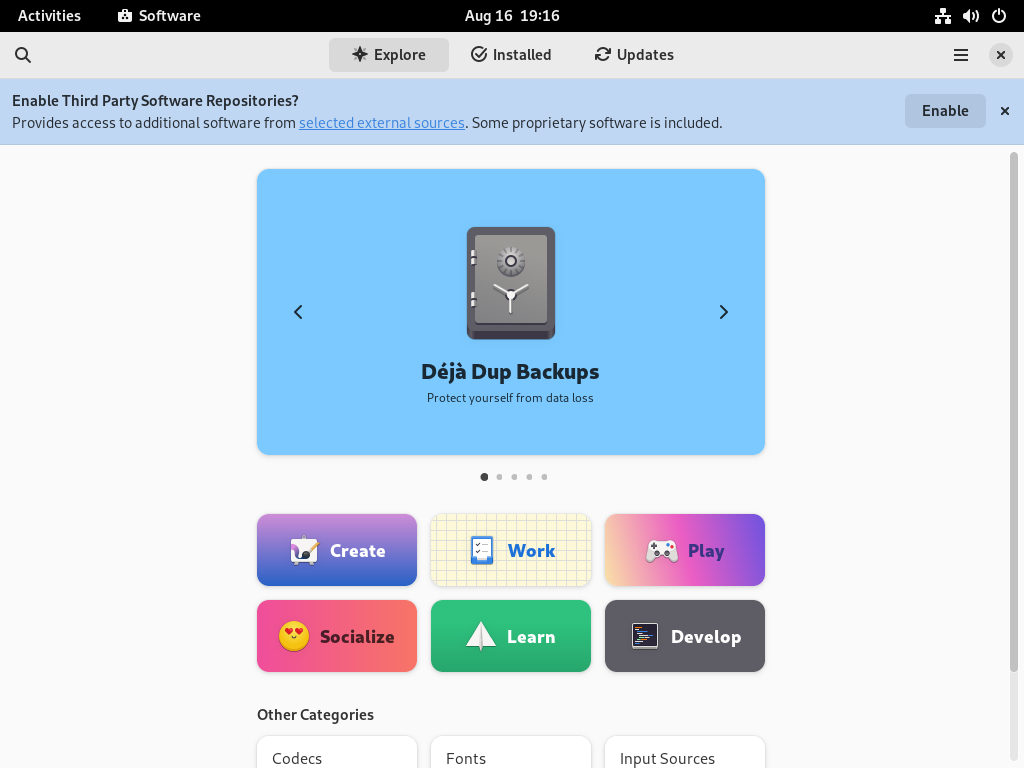 Activities Software Aug 16 19:16
Explore Installed Updates
Enable Third Party Software Repositories?
Provides access to additional software from selected external sources. Some proprietary software is included.
Enable
Déjà Dup Backups
Protect yourself from data loss
Create Work Play
Socialize Learn Develop
Other Categories
Codecs Fonts Input Sources